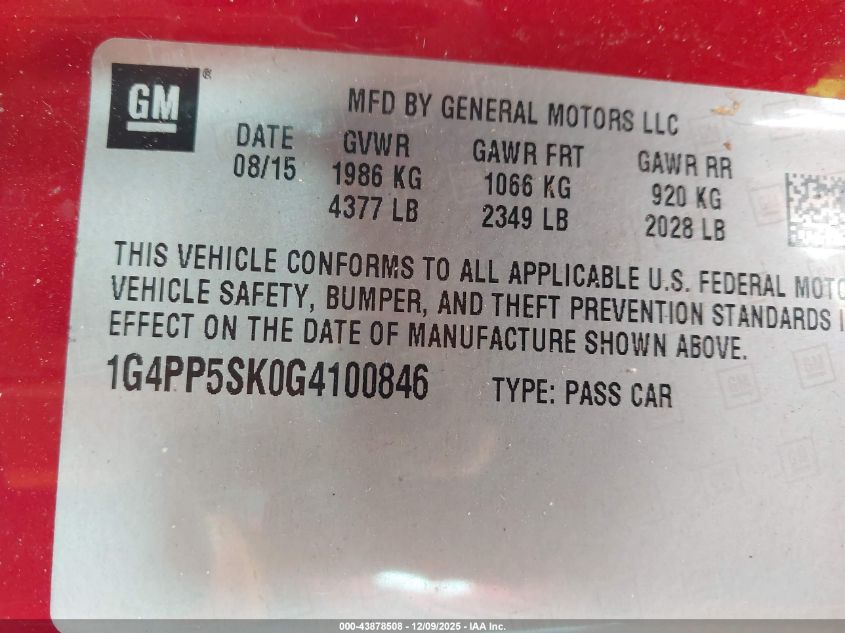 GM ®
MFD BY GENERAL MOTORS LLC
DATE GVWR GAWR FRT GAWR RR
08/15 1986 KG 1066 KG 920 KG
4377 LB 2349 LB 2028 LB
THIS VEHICLE CONFORMS TO ALL APPLICABLE U.S. FEDERAL MOTO
VEHICLE SAFETY, BUMPER, AND THEFT PREVENTION STANDARDS I
EFFECT ON THE DATE OF MANUFACTURE SHOWN ABOVE.
1G4PP5SK0G4100846 TYPE: PASS CAR
000-43878508 - 12/09/2025 - IAA Inc.